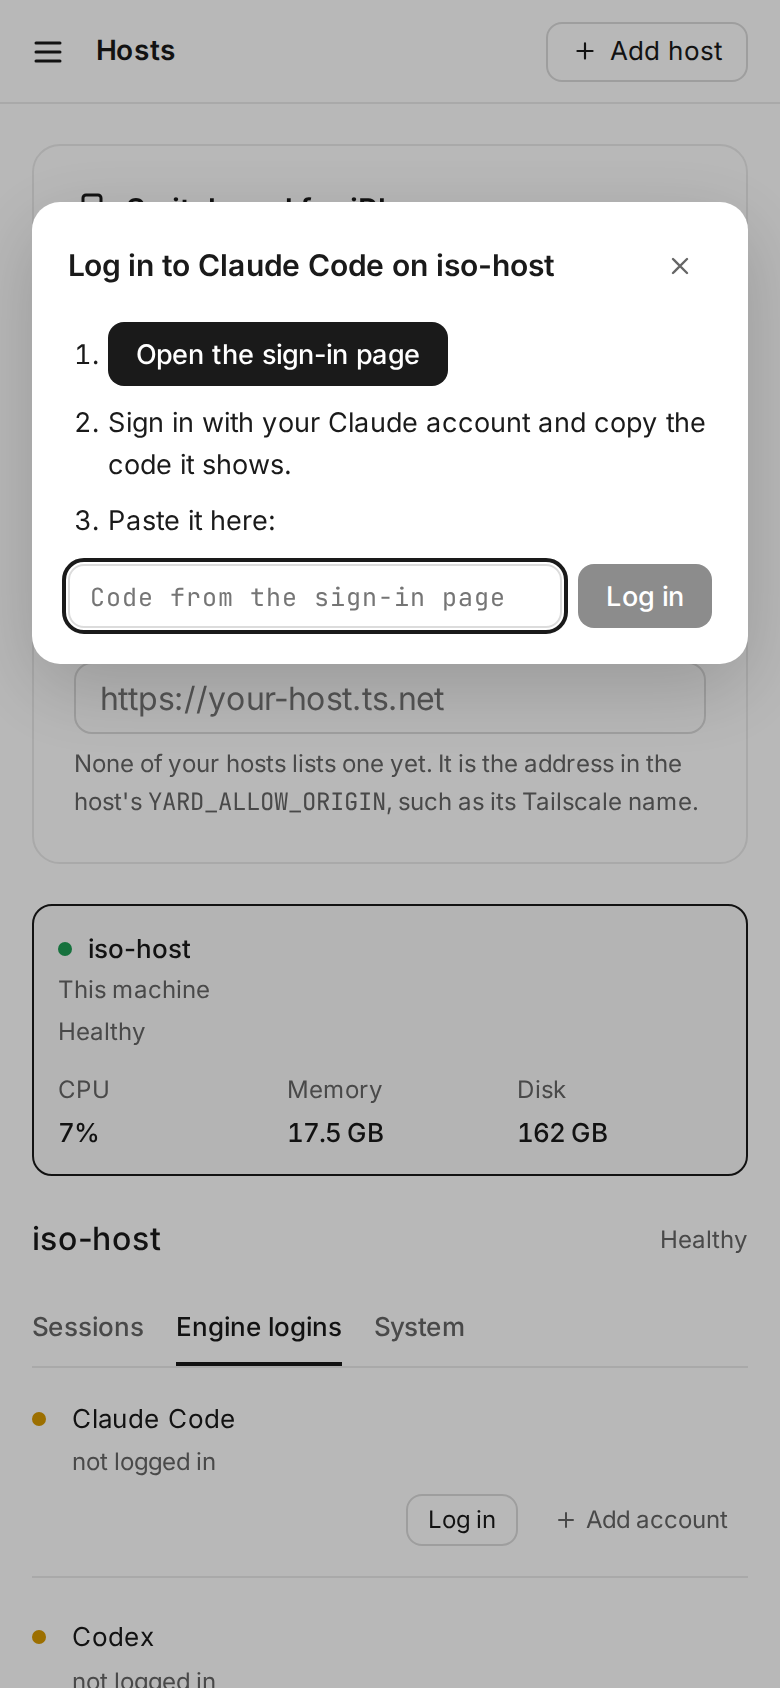 Hosts
+ Add host
Log in to Claude Code on iso-host
1. Open the sign-in page
2. Sign in with your Claude account and copy the
code it shows.
3. Paste it here:
Code from the sign-in page
Log in
https://your-host.ts.net
None of your hosts lists one yet. It is the address in the
host's YARD_ALLOW_ORIGIN, such as its Tailscale name.
iso-host
This machine
Healthy
CPU Memory Disk
7% 17.5 GB 162 GB
iso-host Healthy
Sessions Engine logins System
Claude Code
not logged in
Log in + Add account
Codex
not logged in